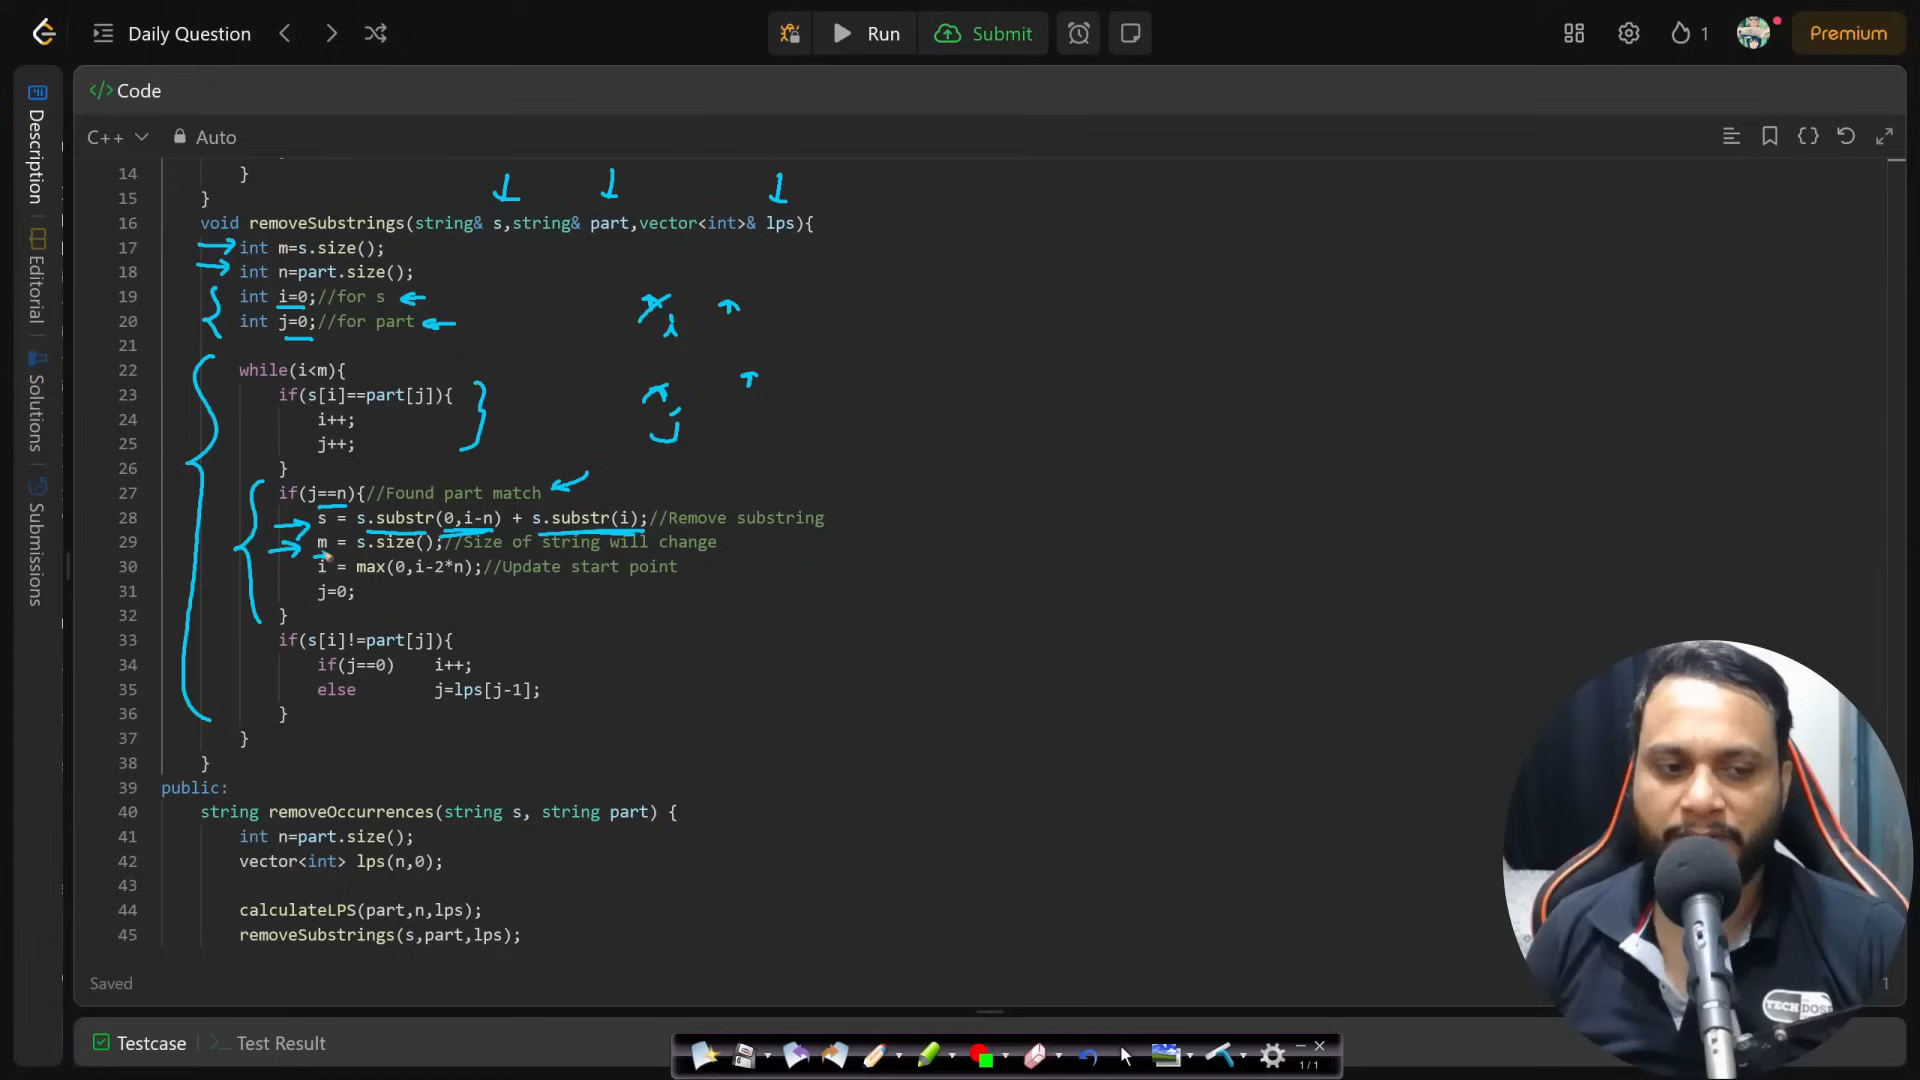 Daily Question
Run
Submit
1
Premium
</> Code
C++
Auto
Description
Editorial
Solutions
Submissions
14 }
15 }
16 void removeSubstrings(string& s,string& part,vector<int>& lps){
17 int m=s.size();
18 int n=part.size();
19 int i=0;//for s
20 int j=0;//for part
21
22 while(i<m){
23 if(s[i]==part[j]){
24 i++;
25 j++;
26 }
27 if(j==n){//Found part match
28 s = s.substr(0,i-n) + s.substr(i);//Remove substring
29 m = s.size();//Size of string will change
30 i = max(0,i-2*n);//Update start point
31 j=0;
32 }
33 if(s[i]!=part[j]){
34 if(j==0) i++;
35 else j=lps[j-1];
36 }
37 }
38 }
39 public:
40 string removeOccurrences(string s, string part) {
41 int n=part.size();
42 vector<int> lps(n,0);
43
44 calculateLPS(part,n,lps);
45 removeSubstrings(s,part,lps);
i
j
Saved
1
TECH DOSE
Testcase
Test Result
1/1